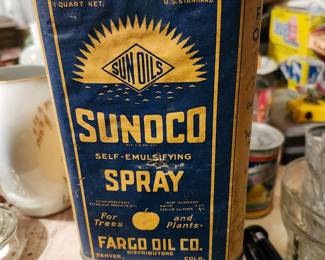 1 QUART NET.
U.S. STANDARD
SUN OILS
SUNOCO
SELF-EMULSIFYING
SPRAY
For Trees
and Plants
FARGO OIL CO.
DISTRIBUTORS
DENVER, COLO.